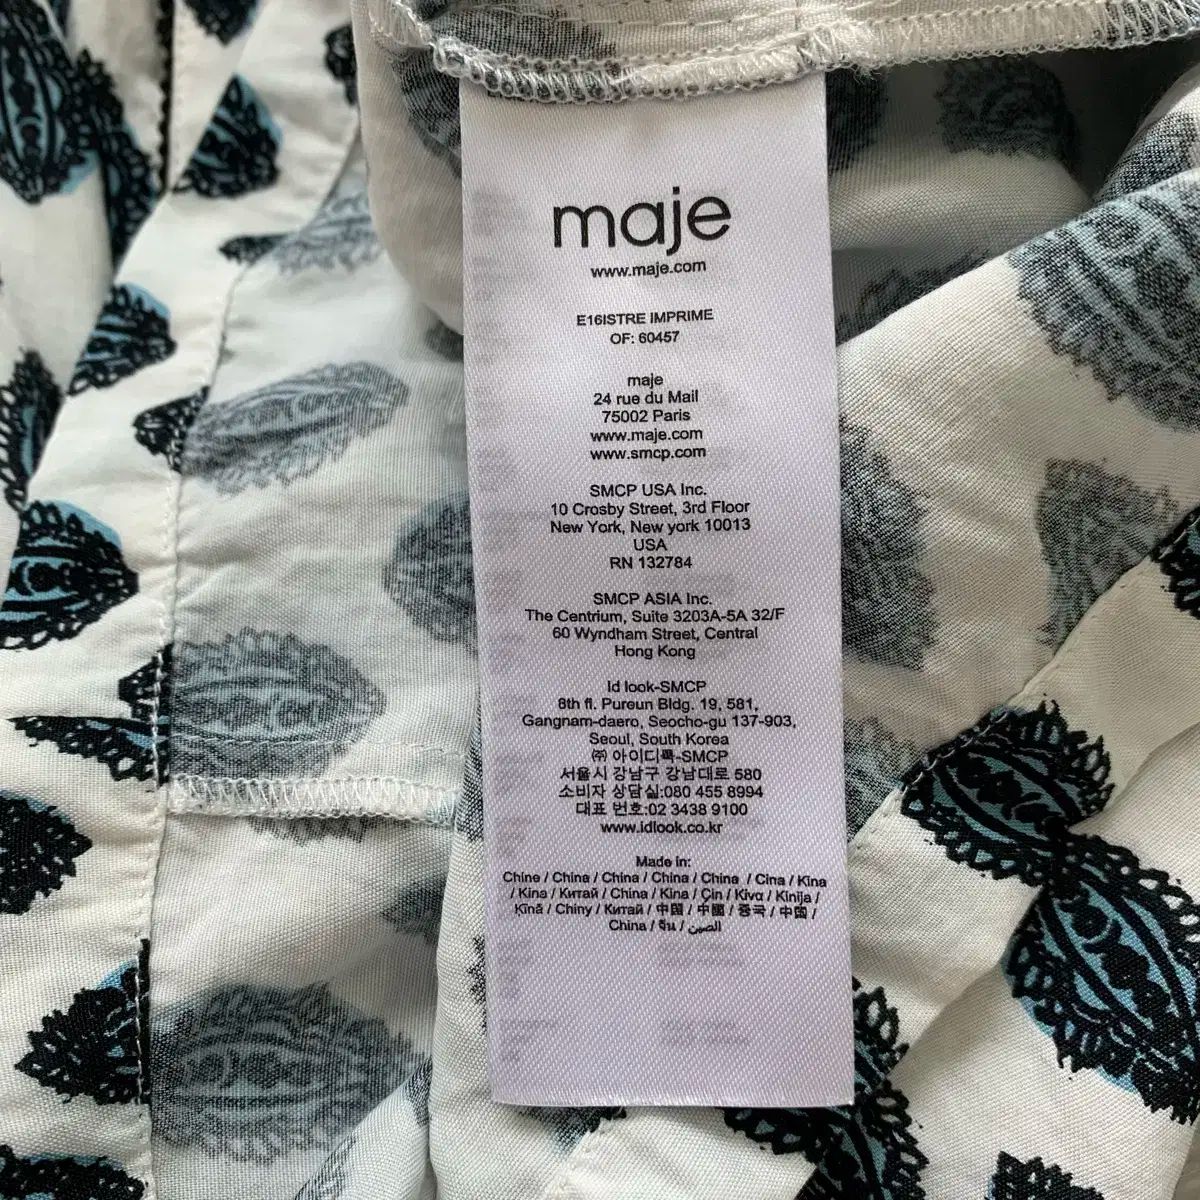 maje
www.maje.com
E16ISTRE IMPRIME
OF: 60457
maje
24 rue du Mail
75002 Paris
www.maje.com
www.smcp.com
SMCP USA Inc.
10 Crosby Street, 3rd Floor
New York, New york 10013
USA
RN 132784
SMCP ASIA Inc.
The Centrium, Suite 3203A-5A 32/F
60 Wyndham Street, Central
Hong Kong
Id look-SMCP
8th fl. Pureun Bldg. 19, 581,
Gangnam-daero, Seocho-gu 137-903,
Seoul, South Korea
㈜ 아이디룩-SMCP
서울시 강남구 강남대로 580
소비자 상담실:080 455 8994
대표 번호:02 3438 9100
www.idlook.co.kr
Made in:
Chine / China / China / China / China / Cina / Kina
/ Kina / Китай / China / Kina / Çin / Κίνα / Kinija /
Ķīnā / Chiny / Китай / 中国 / 中國 / 중국 / 中国 /
China / จีน / الصين